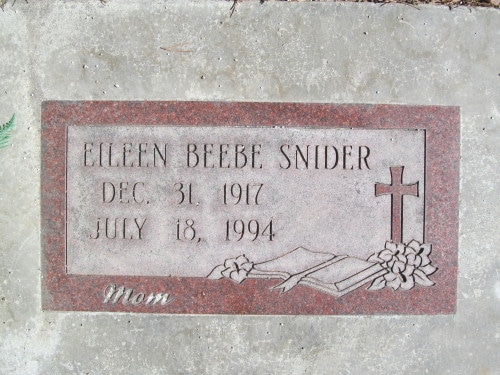 EILEEN BEEBE SNIDER
DEC. 31, 1917
JULY 18, 1994
Mom